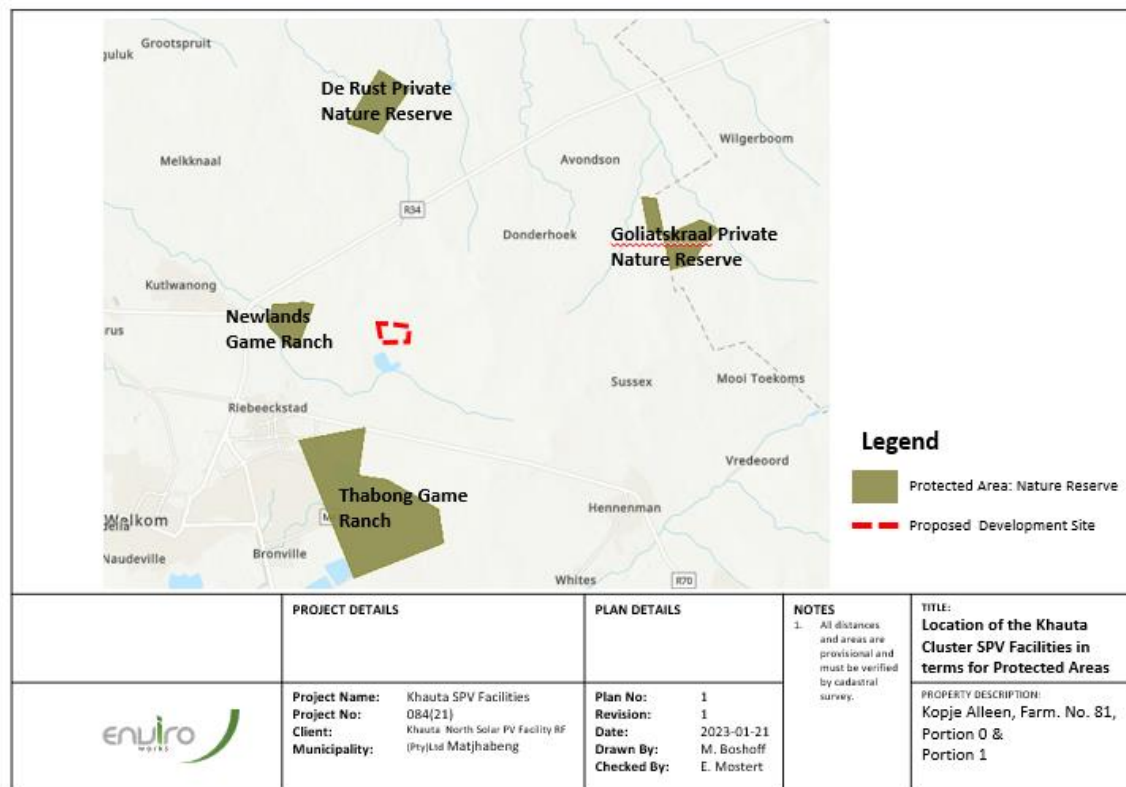 Grootspruit
guluk
De Rust Private
Nature Reserve
Wilgerboom
Melkknaal
Avondson
R34
Donderhoek
Goliatskraal Private
Nature Reserve
Kutlwanong
Newlands
Game Ranch
rus
Sussex
Mooi Toekoms
Riebeeckstad
Legend
Vredeoord
Protected Area: Nature Reserve
Thabong Game
Ranch
M
Hennenman
Welkom
delia
Proposed Development Site
Bronville
Naudeville
Whites
R70
PROJECT DETAILS
PLAN DETAILS
NOTES
1. All distances
and areas are
provisional and
must be verified
by cadastral
survey.
TITLE:
Location of the Khauta
Cluster SPV Facilities in
terms for Protected Areas
enviro
works
Project Name: Khauta SPV Facilities
Project No: 084(21)
Client: Khauta North Solar PV Facility RF
(Pty)Ltd Matjhabeng
Municipality:
Plan No: 1
Revision: 1
Date: 2023-01-21
Drawn By: M. Boshoff
Checked By: E. Mostert
PROPERTY DESCRIPTION:
Kopje Alleen, Farm. No. 81,
Portion 0 &
Portion 1